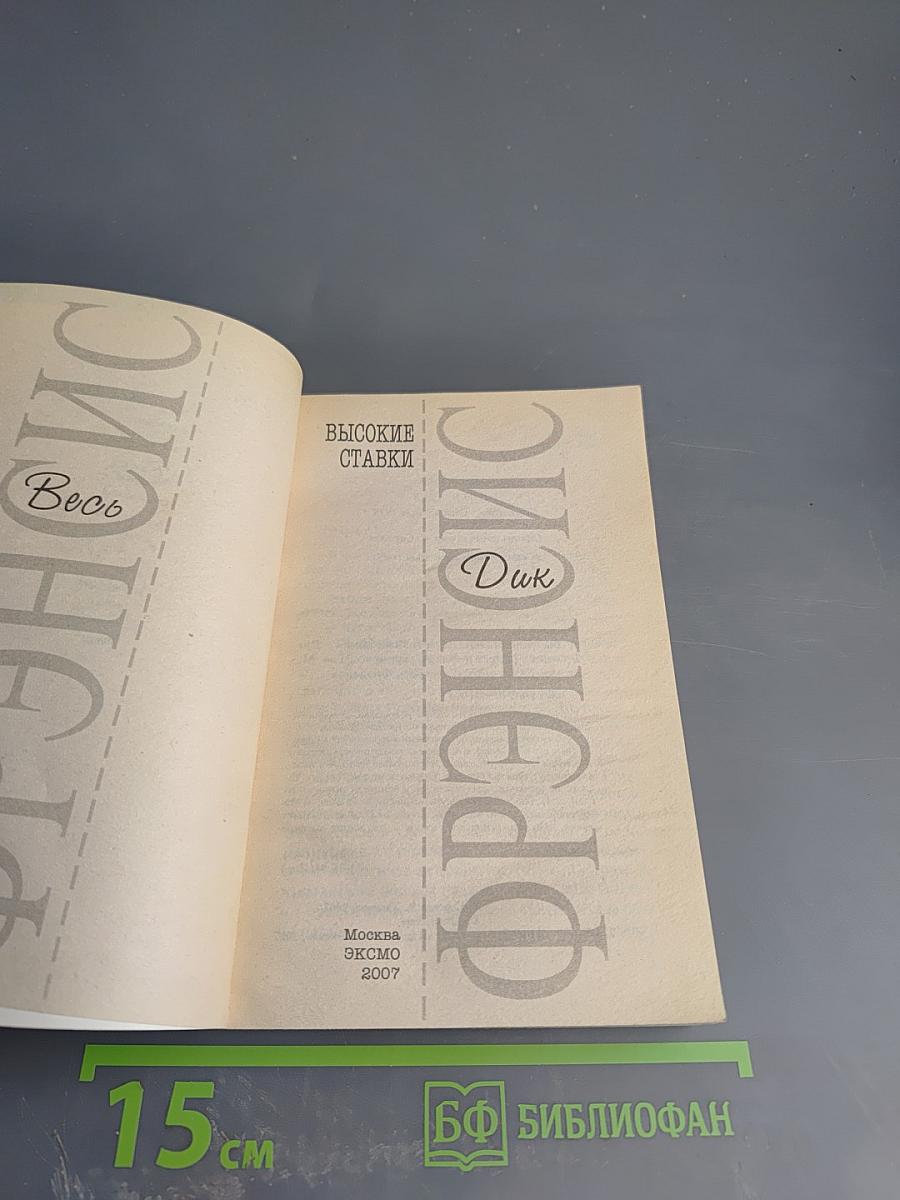 ФРЭНСИС
Весь
ВЫСОКИЕ
СТАВКИ
ФРЭНСИС
Дик
Москва
ЭКСМО
2007
15 см
БФ БИБЛИОФАН